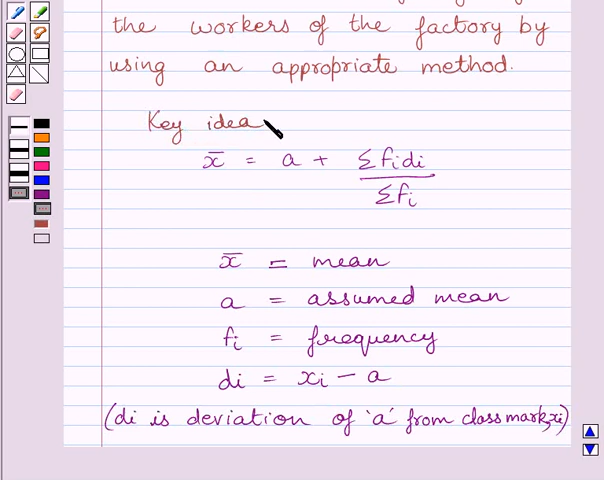 the workers of the factory by
using an appropriate method.
Key idea
x̄ = a + Σfidi / Σfi
x̄ = mean
a = assumed mean
fi = frequency
di = xi - a
(di is deviation of 'a' from class mark, xi)